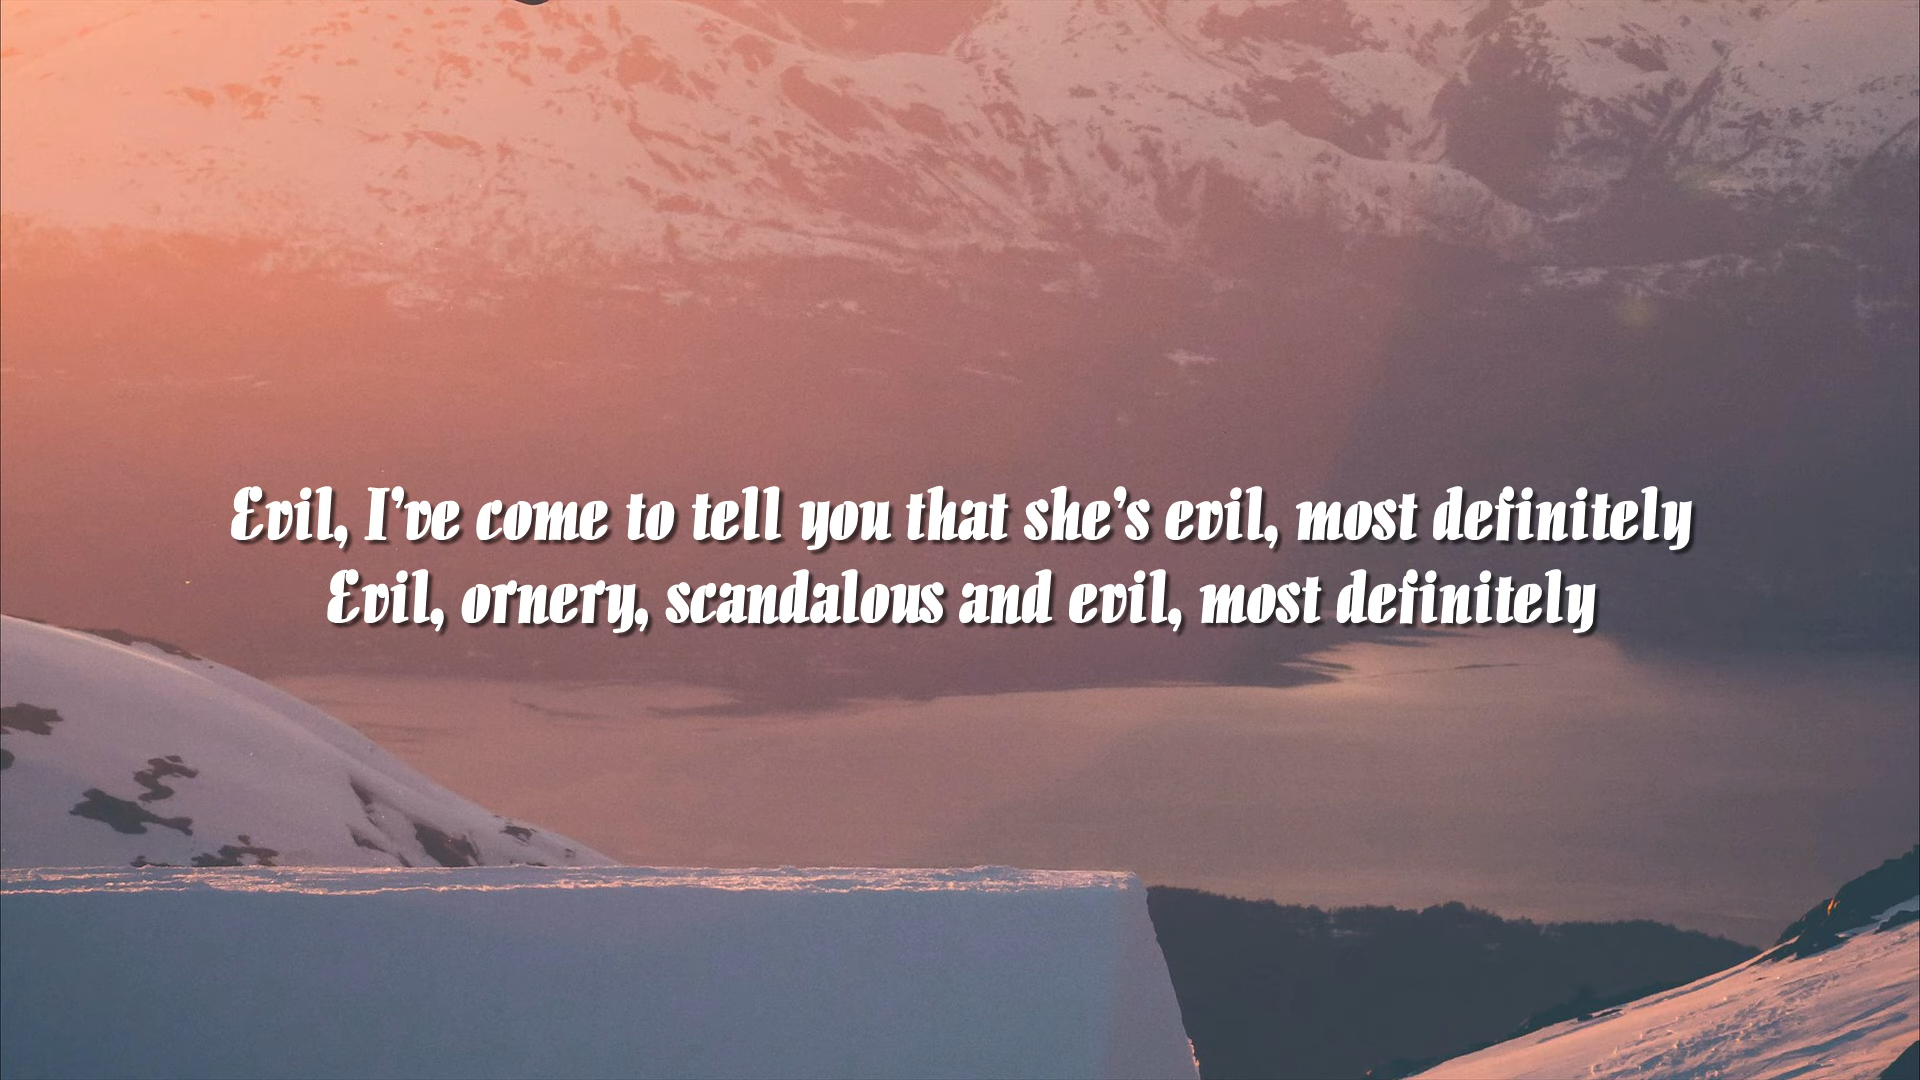 Evil, I've come to tell you that she's evil, most definitely
Evil, ornery, scandalous and evil, most definitely